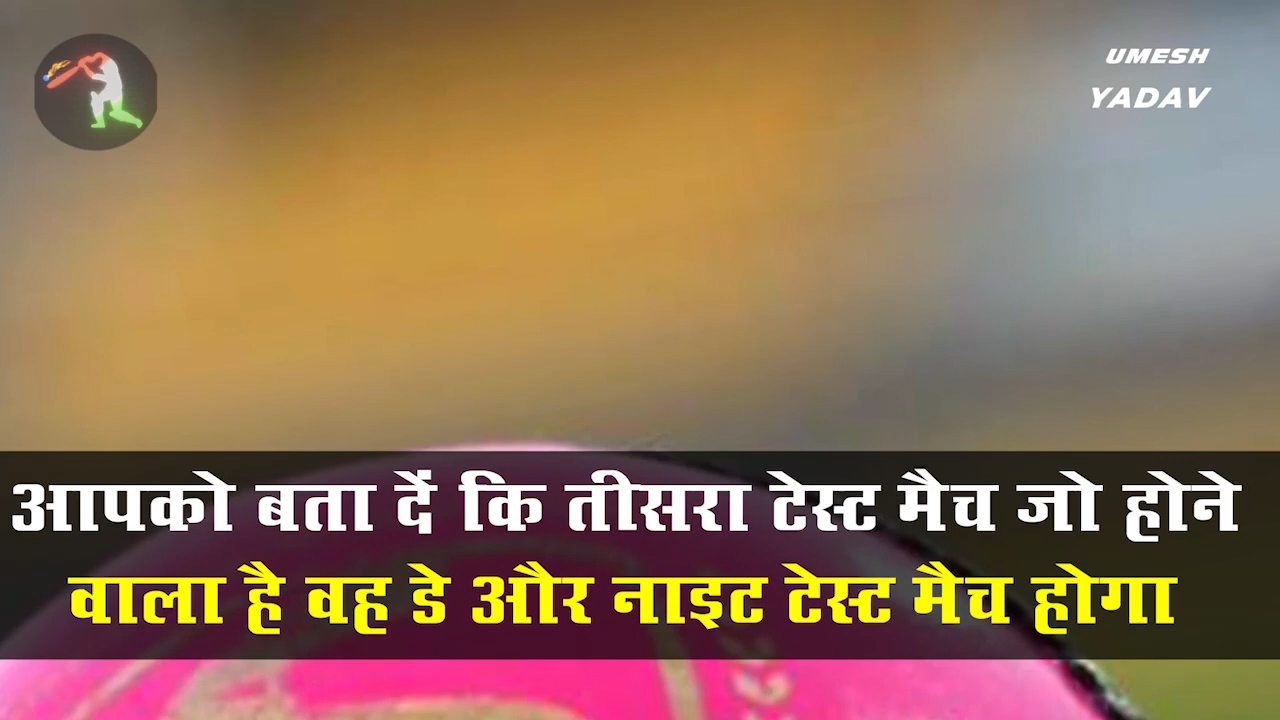 UMESH
YADAV
आपको बता दें कि तीसरा टेस्ट मैच जो होने
वाला है वह डे और नाइट टेस्ट मैच होगा